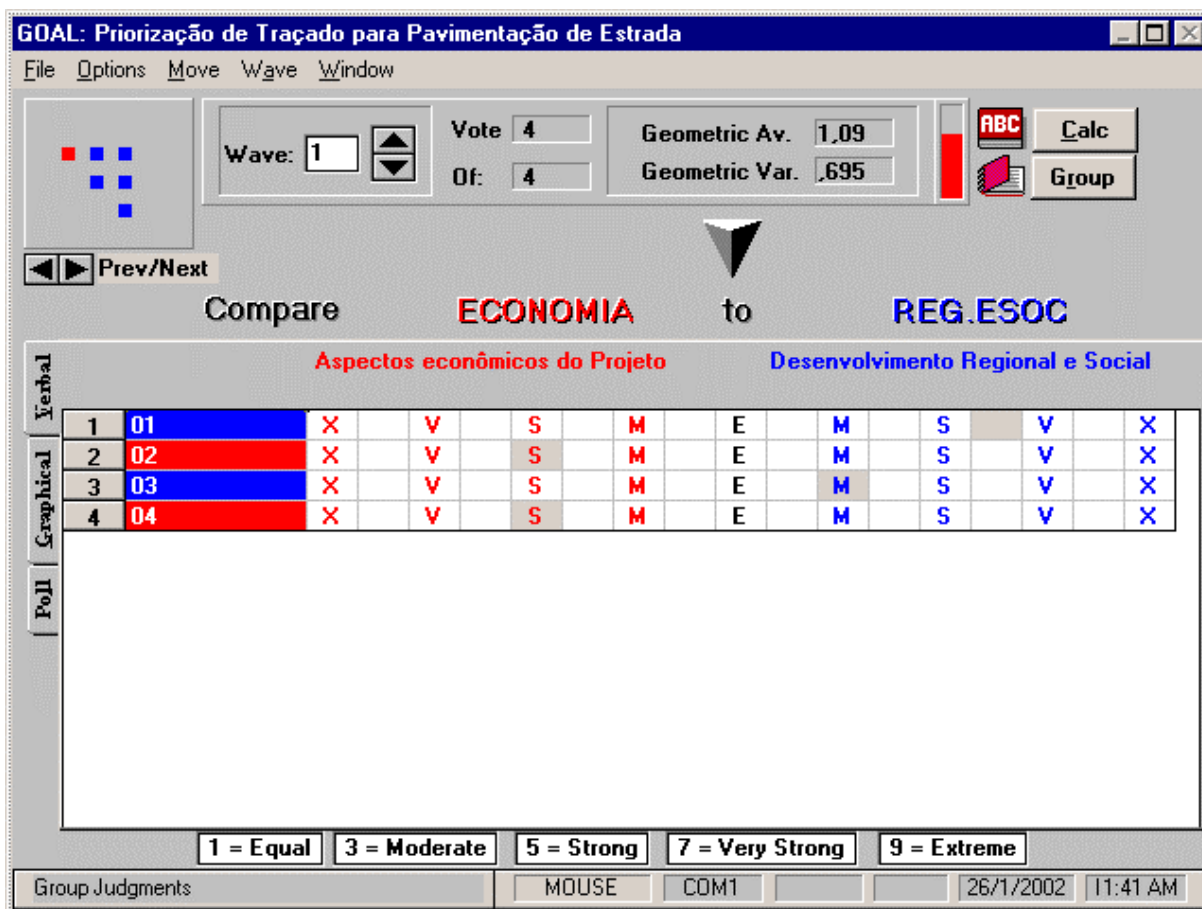 GOAL: Priorização de Traçado para Pavimentação de Estrada
File Options Move Wave Window
Wave: 1
Vote 4
Of: 4
Geometric Av. 1,09
Geometric Var. ,695
ABC
Calc
Group
Prev/Next
Compare ECONOMIA to REG.ESOC
Aspectos econômicos do Projeto Desenvolvimento Regional e Social
Verbal
Graphical
Poll
1 01 X V S M E M S V X
2 02 X V S M E M S V X
3 03 X V S M E M S V X
4 04 X V S M E M S V X
1 = Equal 3 = Moderate 5 = Strong 7 = Very Strong 9 = Extreme
Group Judgments MOUSE COM1 26/1/2002 11:41 AM